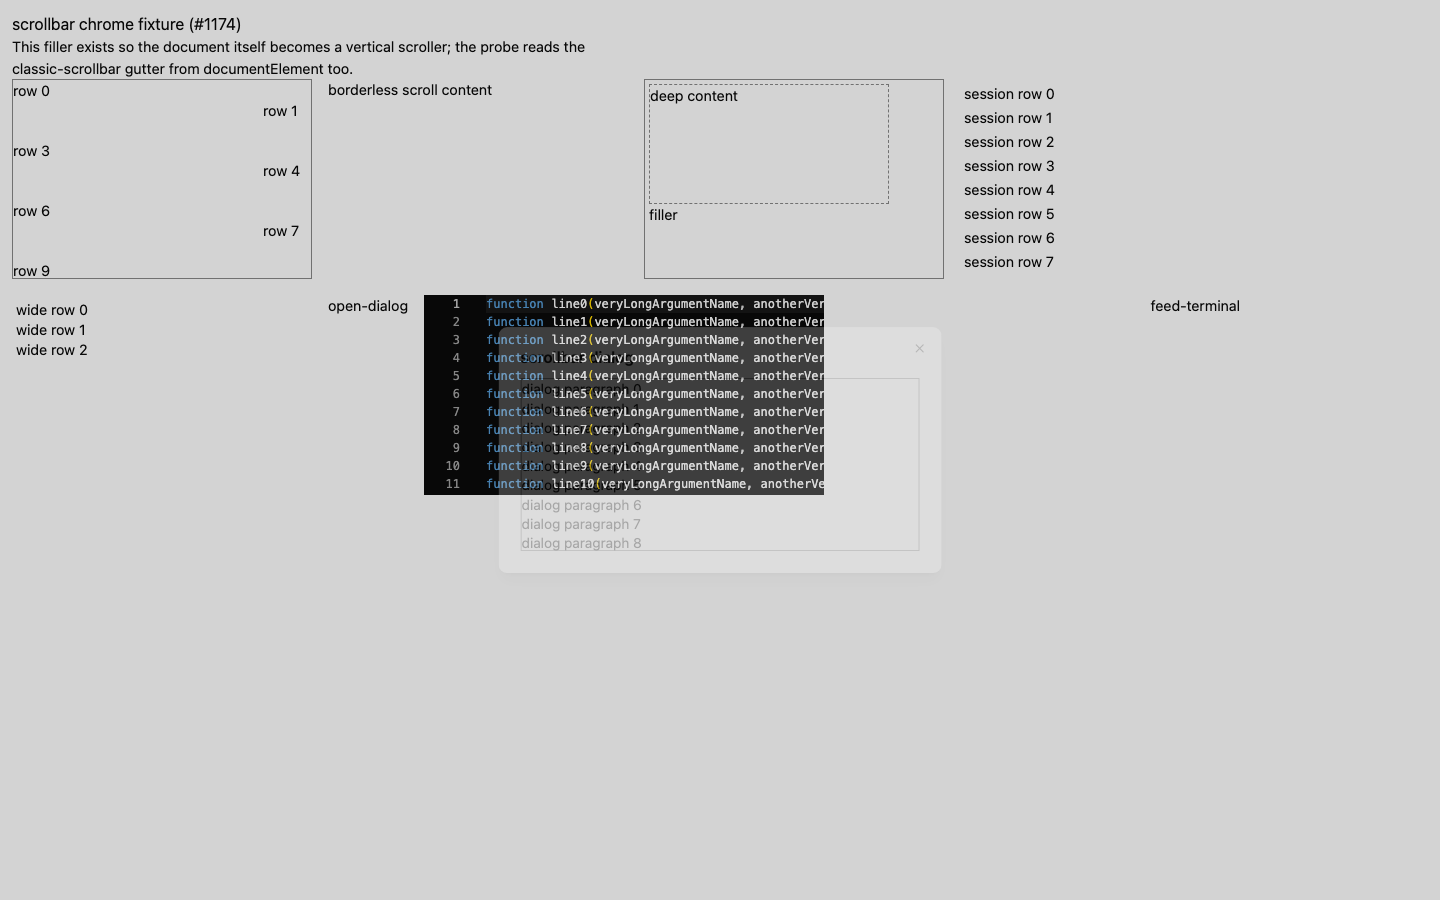 scrollbar chrome fixture (#1174)
This filler exists so the document itself becomes a vertical scroller; the probe reads the
classic-scrollbar gutter from documentElement too.
row 0
row 1
row 3
row 4
row 6
row 7
row 9
borderless scroll content
deep content
filler
session row 0
session row 1
session row 2
session row 3
session row 4
session row 5
session row 6
session row 7
wide row 0
wide row 1
wide row 2
open-dialog
1 function line0(veryLongArgumentName, anotherVer
2 function line1(veryLongArgumentName, anotherVer
3 function line2(veryLongArgumentName, anotherVer
4 function line3(veryLongArgumentName, anotherVer
5 function line4(veryLongArgumentName, anotherVer
6 function line5(veryLongArgumentName, anotherVer
7 function line6(veryLongArgumentName, anotherVer
8 function line7(veryLongArgumentName, anotherVer
9 function line8(veryLongArgumentName, anotherVer
10 function line9(veryLongArgumentName, anotherVer
11 function line10(veryLongArgumentName, anotherVe
feed-terminal
×
dialog paragraph 0
dialog paragraph 1
dialog paragraph 6
dialog paragraph 7
dialog paragraph 8